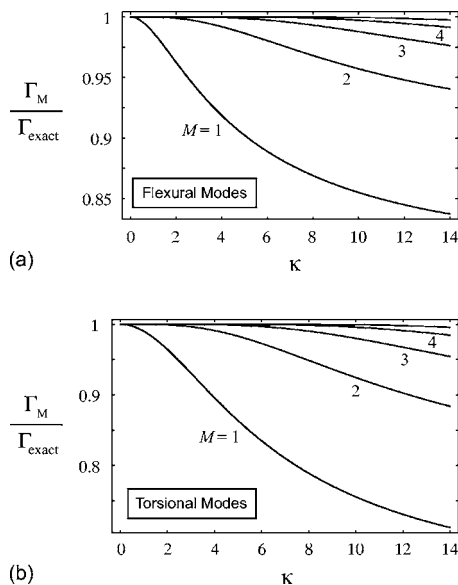 1
0.95
0.9
0.85
Γ_M
Γ_exact
M = 1
2
3
4
Flexural Modes
0 2 4 6 8 10 12 14
κ
(a)
1
0.9
0.8
Γ_M
Γ_exact
M = 1
2
3
4
Torsional Modes
0 2 4 6 8 10 12 14
κ
(b)